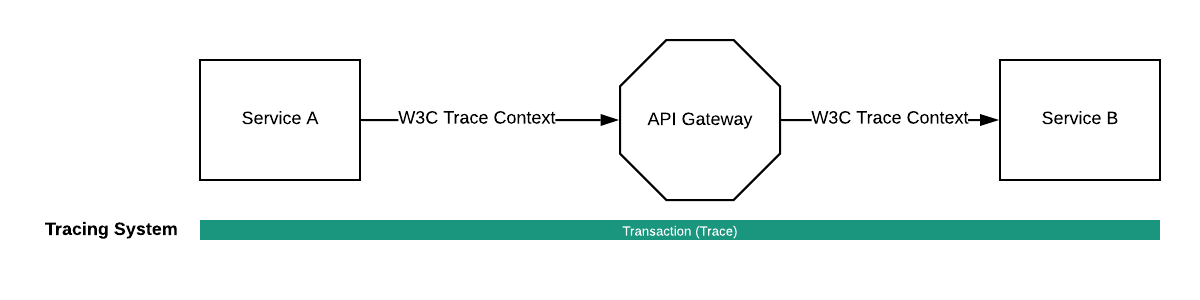 Service A
W3C Trace Context
API Gateway
W3C Trace Context
Service B
Tracing System
Transaction (Trace)